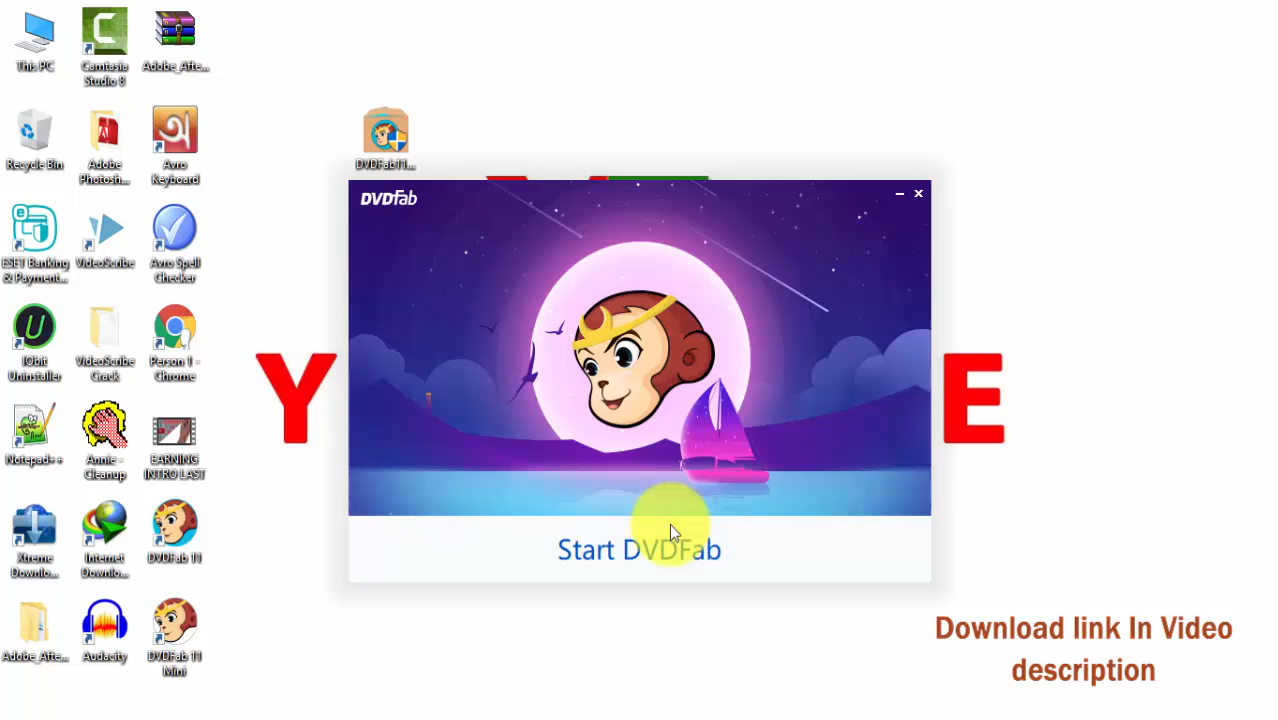 This PC
Camtasia
Studio 8
Adobe_Afte...
Recycle Bin
Adobe
Photosh...
Avro
Keyboard
DVDFab11...
ESET Banking
& Payment...
VideoScribe
Avro Spell
Checker
IObit
Uninstaller
VideoScribe
Crack
Person 1 -
Chrome
Notepad++
Annie -
Cleanup
EARNING
INTRO LAST
Xtreme
Downlo...
Internet
Downlo...
DVDFab 11
Adobe_Afte...
Audacity
DVDFab 11
Mini
DVDFab
Y
E
Start DVDFab
Download link In Video
description